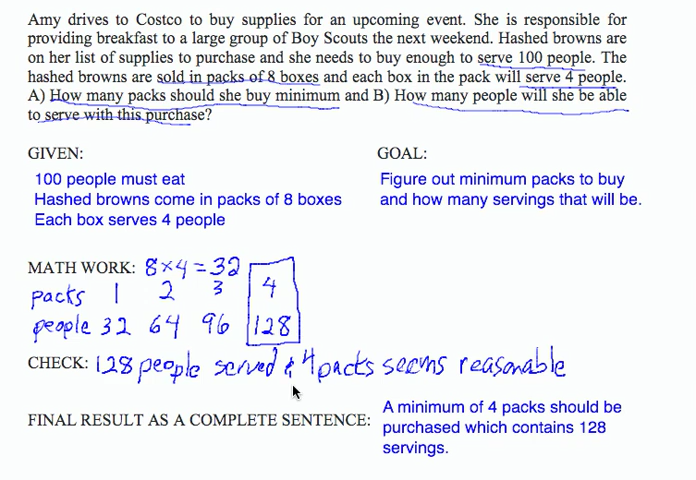 Amy drives to Costco to buy supplies for an upcoming event. She is responsible for
providing breakfast to a large group of Boy Scouts the next weekend. Hashed browns are
on her list of supplies to purchase and she needs to buy enough to serve 100 people. The
hashed browns are sold in packs of 8 boxes and each box in the pack will serve 4 people.
A) How many packs should she buy minimum and B) How many people will she be able
to serve with this purchase?
GIVEN:
100 people must eat
Hashed browns come in packs of 8 boxes
Each box serves 4 people
GOAL:
Figure out minimum packs to buy
and how many servings that will be.
MATH WORK: 8×4=32
packs 1 2 3 4
people 32 64 96 128
CHECK: 128 people served & 4 packs seems reasonable
FINAL RESULT AS A COMPLETE SENTENCE:
A minimum of 4 packs should be
purchased which contains 128
servings.